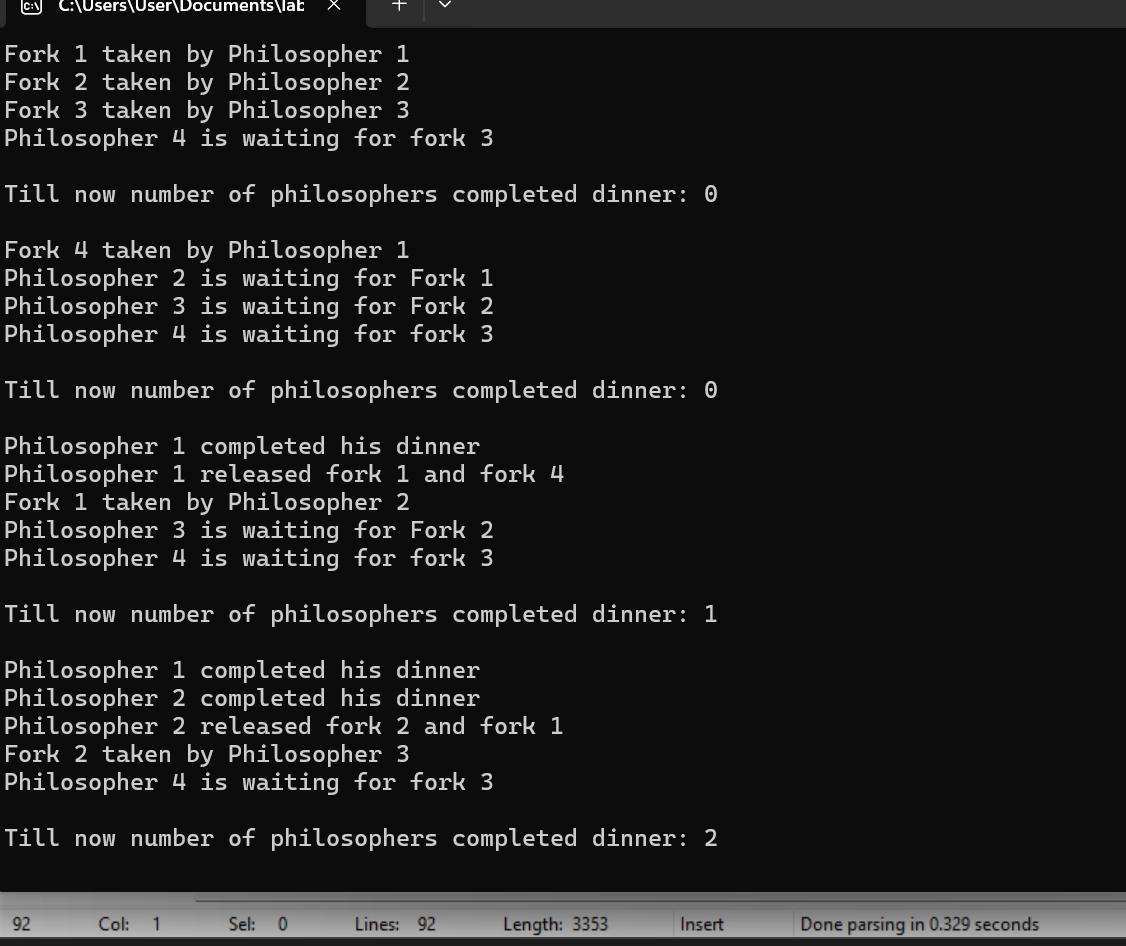 C:\Users\User\Documents\lab
Fork 1 taken by Philosopher 1
Fork 2 taken by Philosopher 2
Fork 3 taken by Philosopher 3
Philosopher 4 is waiting for fork 3
Till now number of philosophers completed dinner: 0
Fork 4 taken by Philosopher 1
Philosopher 2 is waiting for Fork 1
Philosopher 3 is waiting for Fork 2
Philosopher 4 is waiting for fork 3
Till now number of philosophers completed dinner: 0
Philosopher 1 completed his dinner
Philosopher 1 released fork 1 and fork 4
Fork 1 taken by Philosopher 2
Philosopher 3 is waiting for Fork 2
Philosopher 4 is waiting for fork 3
Till now number of philosophers completed dinner: 1
Philosopher 1 completed his dinner
Philosopher 2 completed his dinner
Philosopher 2 released fork 2 and fork 1
Fork 2 taken by Philosopher 3
Philosopher 4 is waiting for fork 3
Till now number of philosophers completed dinner: 2
92 Col: 1 Sel: 0 Lines: 92 Length: 3353 Insert Done parsing in 0.329 seconds